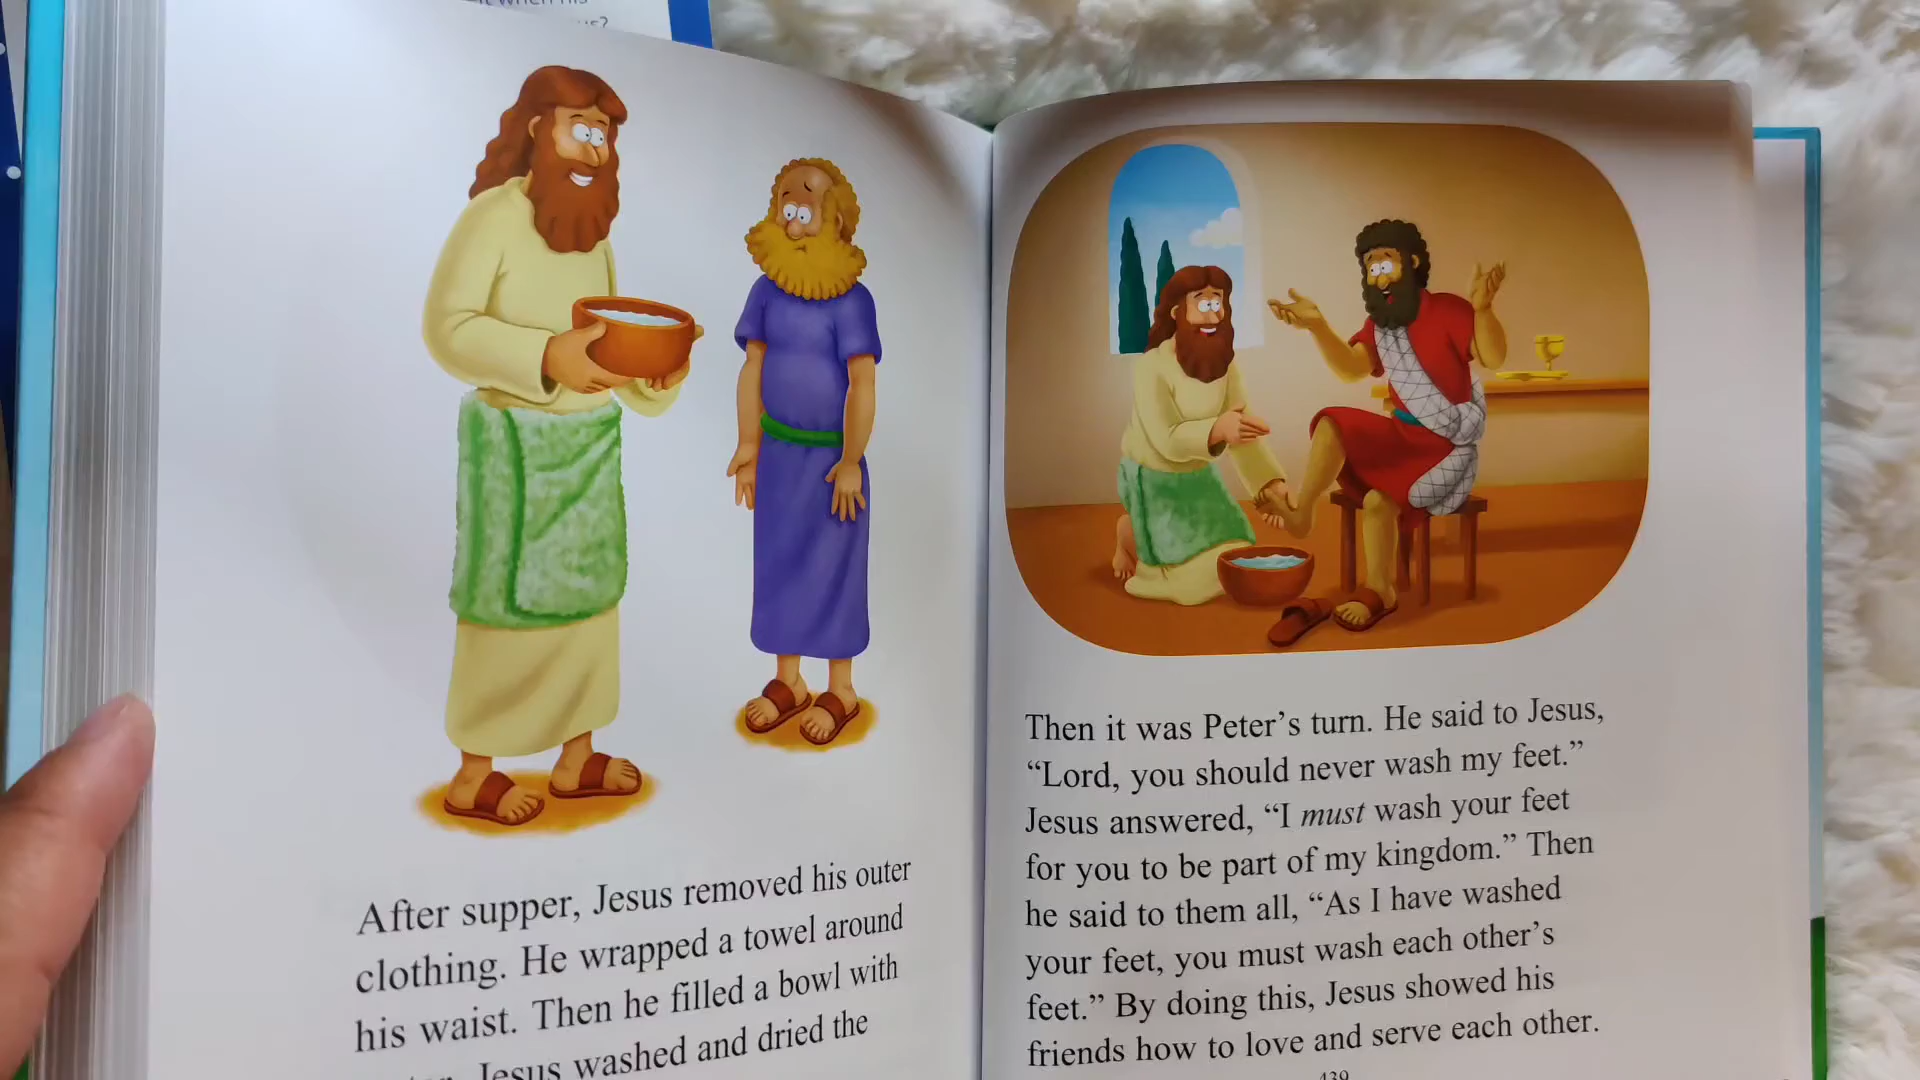 it when his
After supper, Jesus removed his outer
clothing. He wrapped a towel around
his waist. Then he filled a bowl with
Jesus washed and dried the
Then it was Peter’s turn. He said to Jesus,
“Lord, you should never wash my feet.”
Jesus answered, “I must wash your feet
for you to be part of my kingdom.” Then
he said to them all, “As I have washed
your feet, you must wash each other’s
feet.” By doing this, Jesus showed his
friends how to love and serve each other.
439